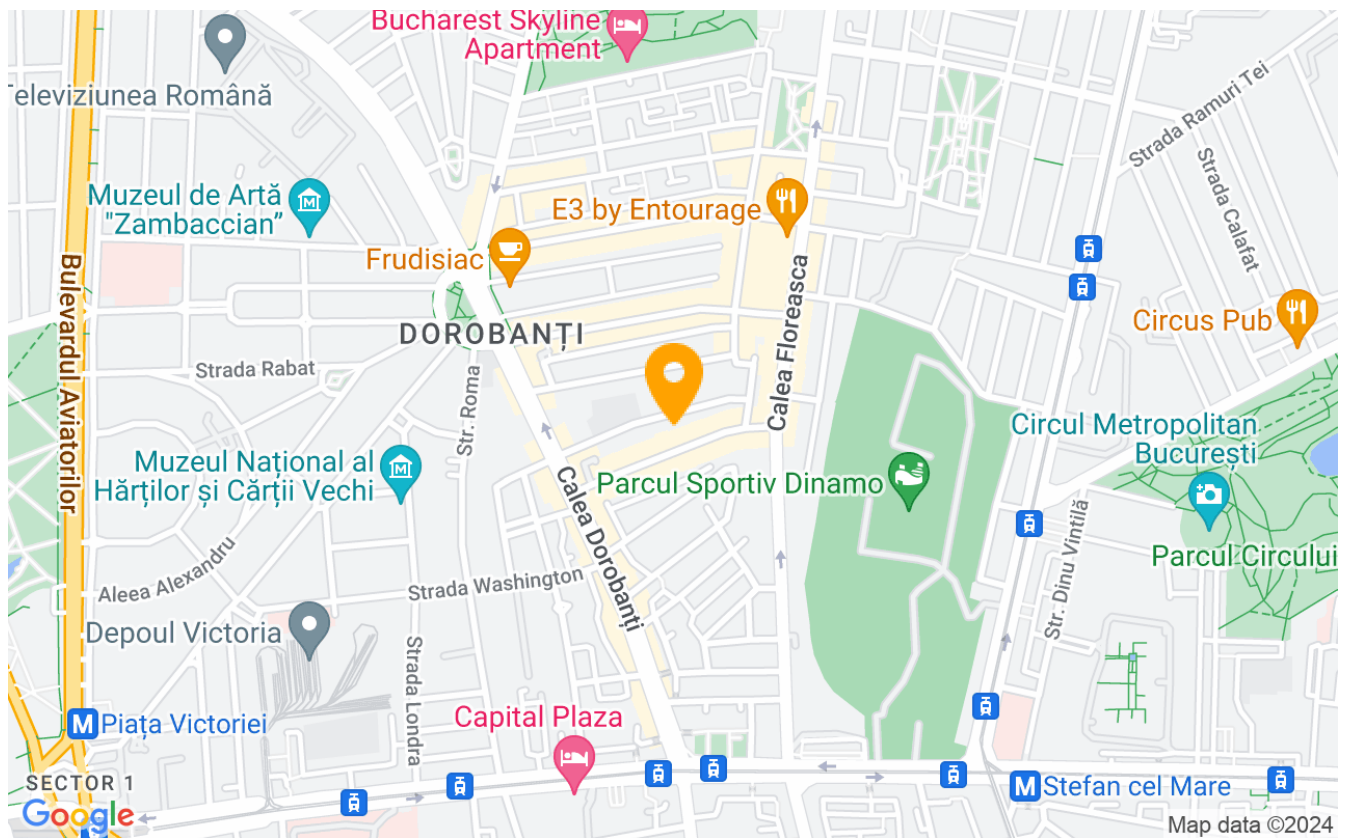 Bucharest Skyline
Apartment
Televiziunea Română
Strada Ramuri Tei
Strada Calafat
Muzeul de Artă
"Zambaccian”
E3 by Entourage
Frudisiac
Bulevardul Aviatorilor
Calea Floreasca
Circus Pub
DOROBANȚI
Strada Rabat
Str. Roma
Circul Metropolitan
București
Muzeul Național al
Hărților și Cărții Vechi
Calea Dorobanți
Parcul Sportiv Dinamo
Str. Dinu Vintilă
Parcul Circului
Aleea Alexandru
Strada Washington
Depoul Victoria
Strada Londra
M Piața Victoriei
Capital Plaza
SECTOR 1
M Stefan cel Mare
Google
Map data ©2024